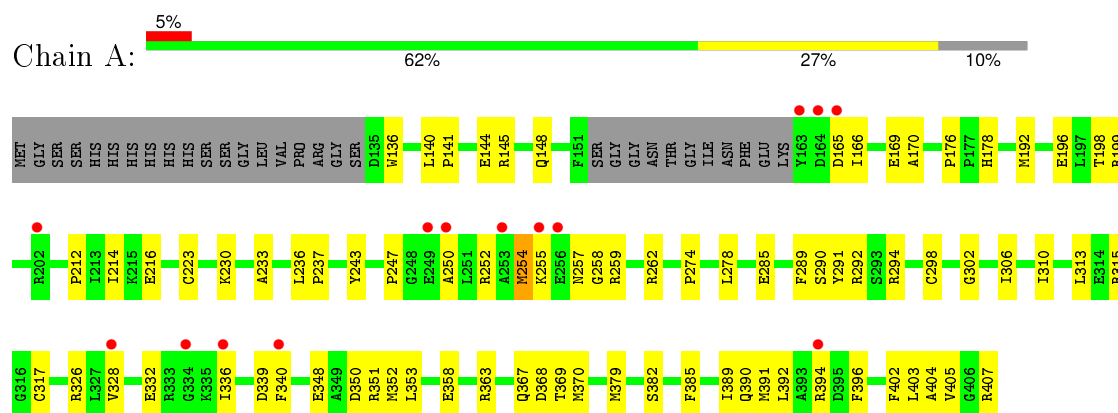 5%
Chain A:
62% 27% 10%
MET GLY SER SER HIS HIS HIS HIS HIS HIS SER SER GLY LEU VAL PRO ARG GLY SER D135 W136 L140 P141 E144 R145 Q148 F151 SER GLY GLY ASN THR GLY ILE ASN PHE GLU LYS Y163 D164 D165 I166 E169 A170 P176 P177 H178 M192 E196 L197 T198 R199
R202 P212 I213 I214 K215 E216 C223 K230 A233 L236 P237 Y243 P247 G248 E249 A250 L251 R252 A253 M254 K255 E256 N257 G258 R259 R262 P274 L278 E285 F289 S290 Y291 R292 S293 R294 C298 G302 I306 I310 L313 E314 R315
G316 C317 R326 L327 V328 E332 R333 G334 K335 I336 D339 F340 E348 A349 D350 R351 M352 L353 E358 R363 Q367 D368 T369 M370 M379 S382 F385 I389 Q390 M391 L392 A393 R394 D395 F396 F402 L403 A404 V405 G406 R407